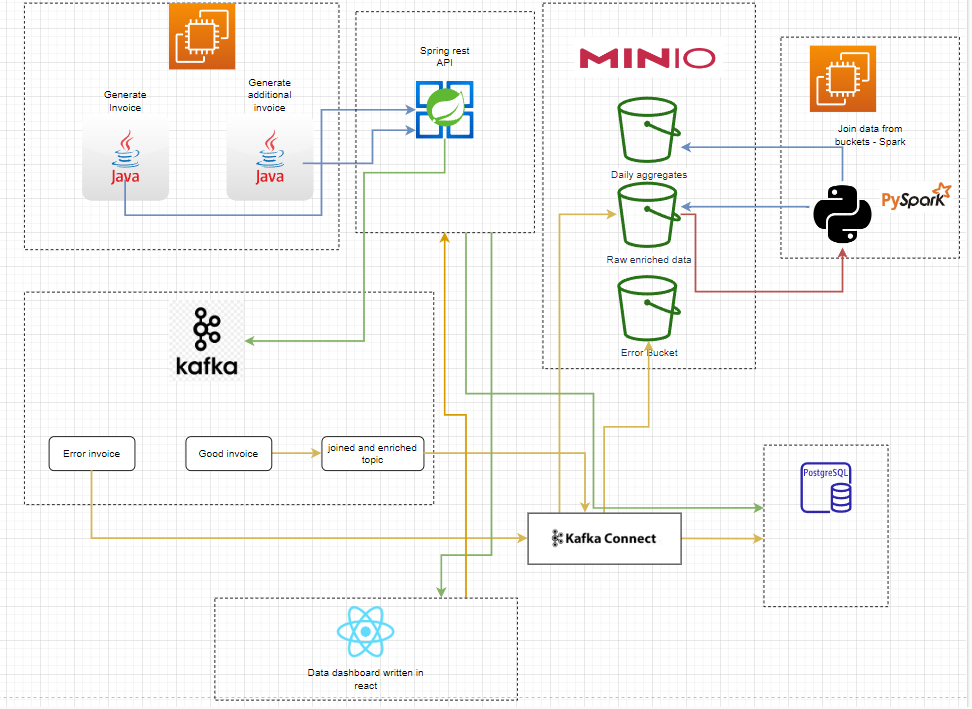 Generate
Invoice
Java
Generate
additional
invoice
Java
Spring rest
API
MINIO
Daily aggregates
Raw enriched data
Error Bucket
Join data from
buckets - Spark
PySpark
kafka
Error invoice
Good invoice
joined and enriched
topic
Kafka Connect
PostgreSQL
Data dashboard written in
react